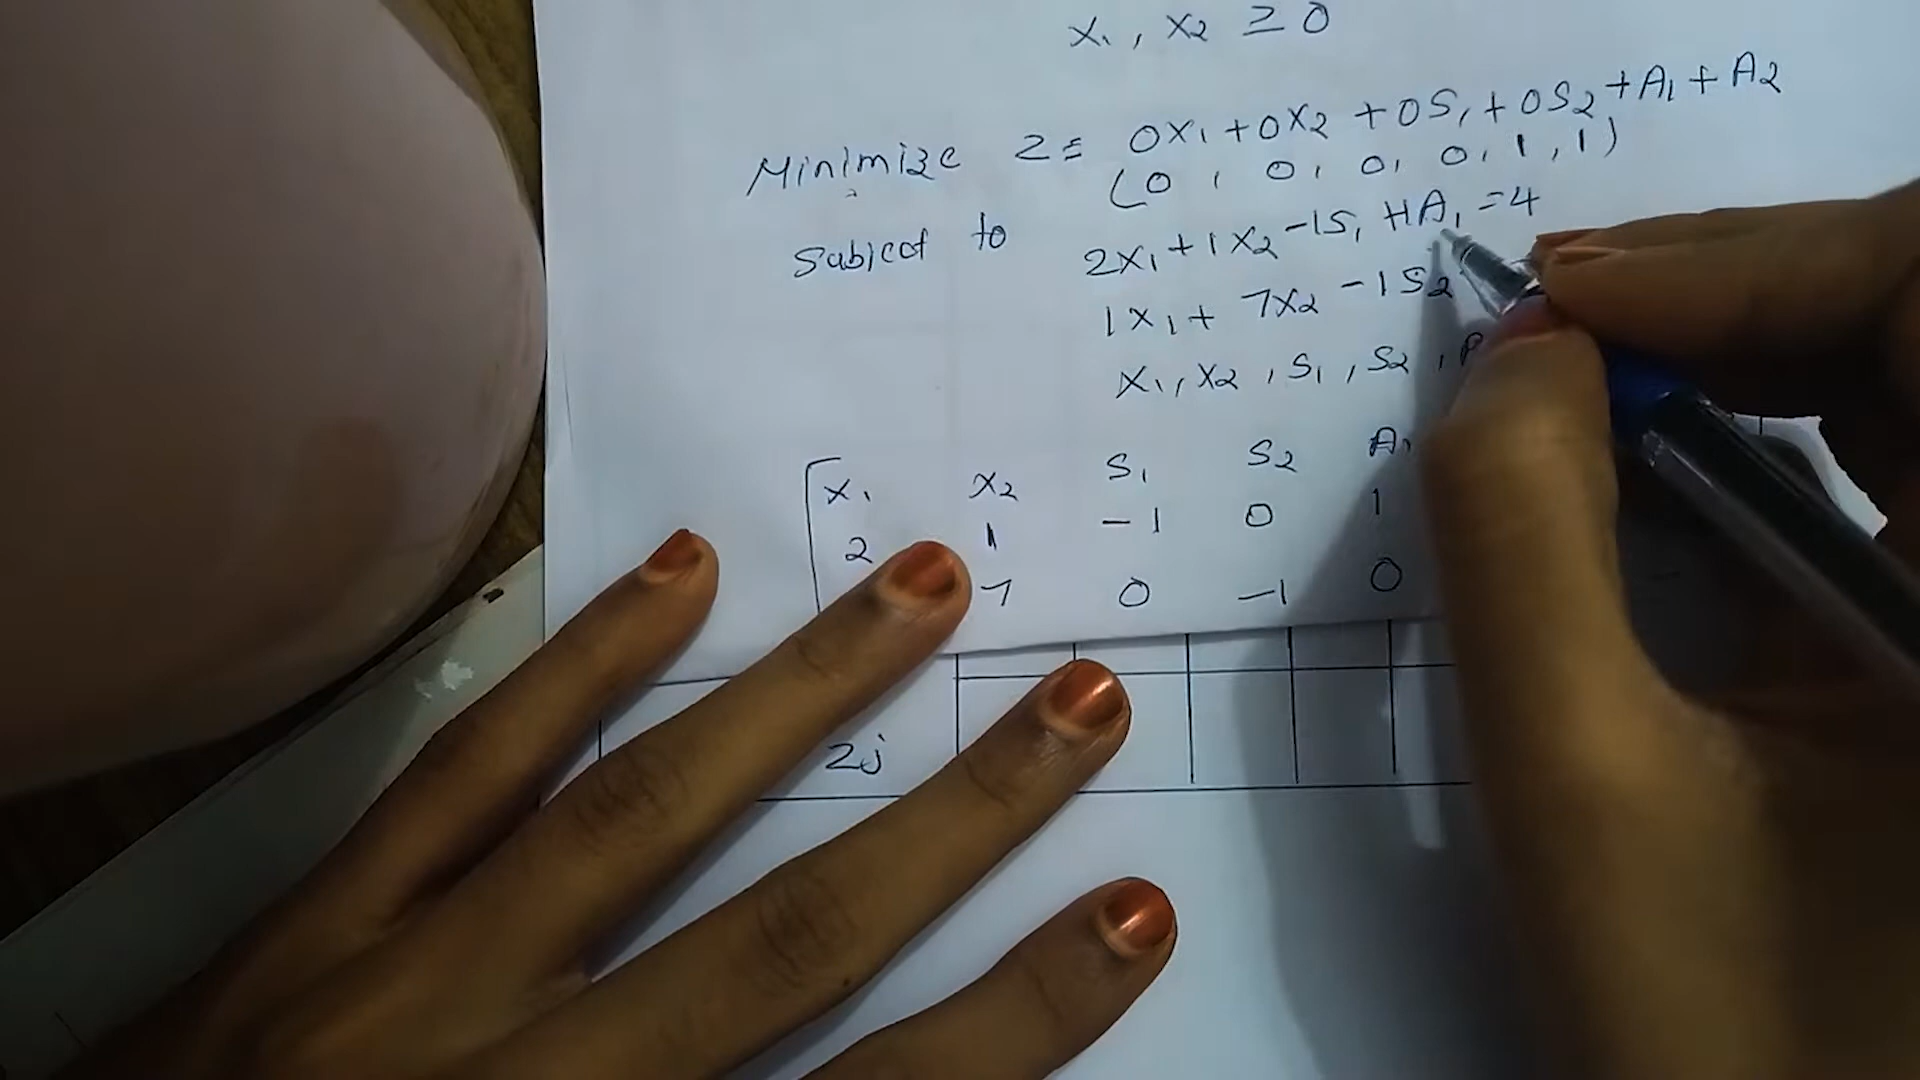 x₁, x₂ ≥ 0
Minimize Z = 0x₁ + 0x₂ + 0S₁ + 0S₂ + A₁ + A₂
(0, 0, 0, 0, 1, 1)
Subject to
2x₁ + 1x₂ - 1S₁ + 1A₁ = 4
1x₁ + 7x₂ - 1S₂
x₁, x₂, S₁, S₂,
x₁ x₂ S₁ S₂ A₁
2 1 -1 0 1
7 0 -1 0
Zj